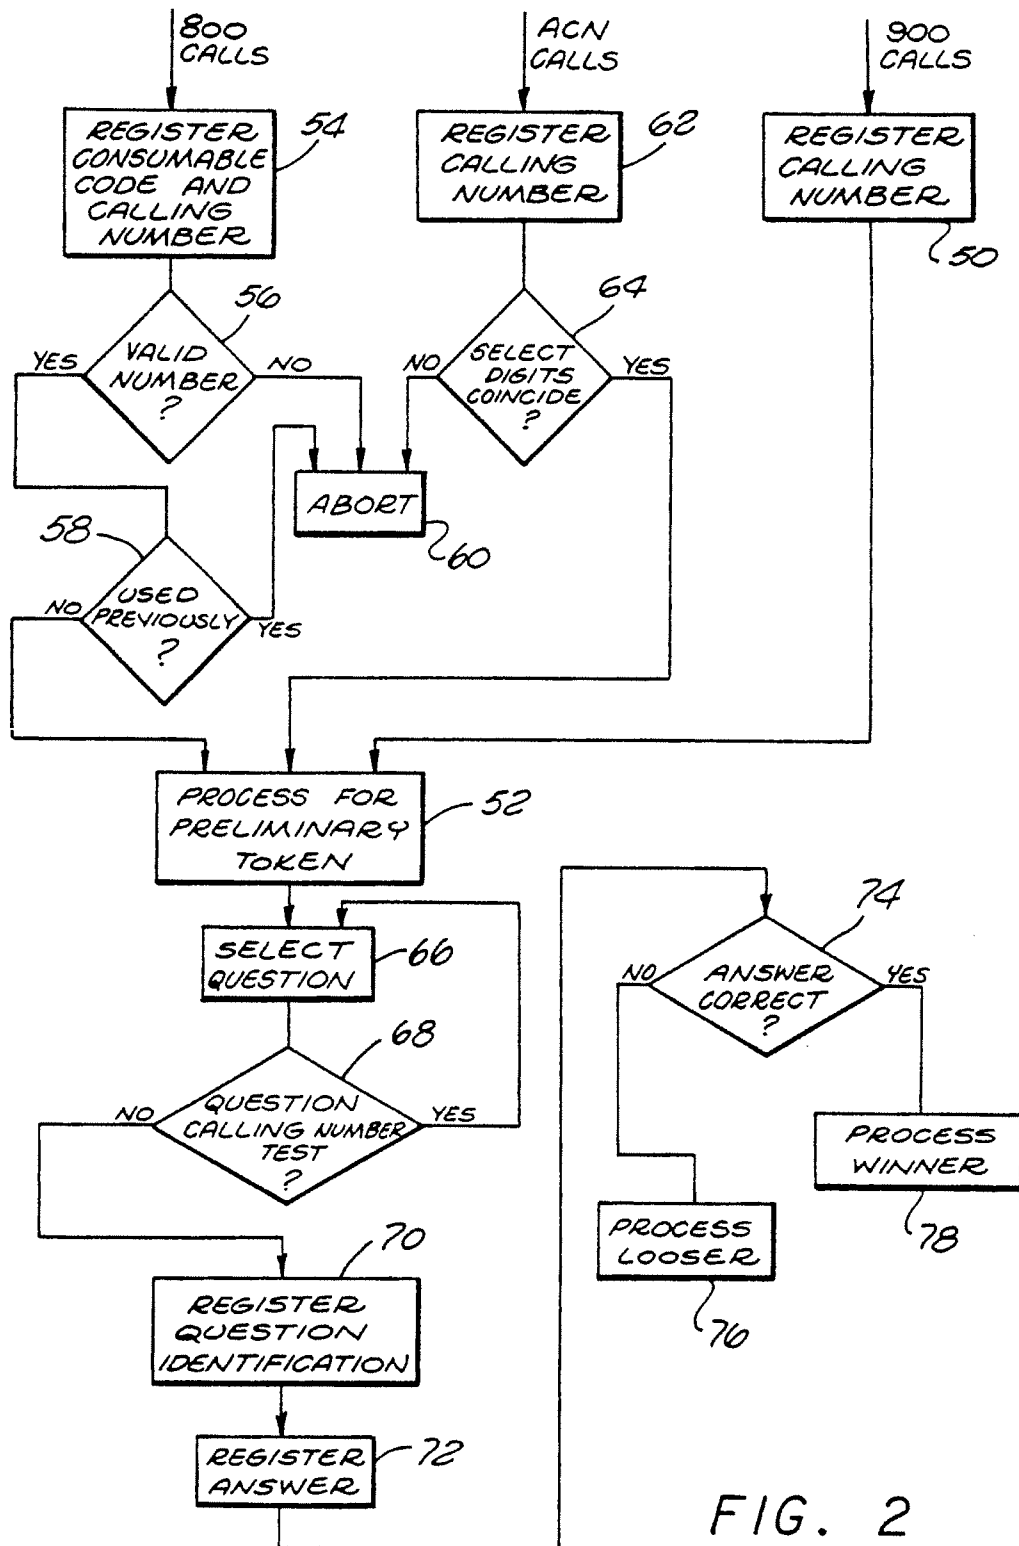 800
CALLS
ACN
CALLS
900
CALLS
REGISTER
CONSUMABLE
CODE AND
CALLING
NUMBER
54
REGISTER
CALLING
NUMBER
62
REGISTER
CALLING
NUMBER
50
VALID
NUMBER
?
56
YES
NO
SELECT
DIGITS
COINCIDE
?
64
NO
YES
ABORT
60
USED
PREVIOUSLY
?
58
NO
YES
PROCESS FOR
PRELIMINARY
TOKEN
52
SELECT
QUESTION
66
QUESTION
CALLING NUMBER
TEST
?
68
NO
YES
REGISTER
QUESTION
IDENTIFICATION
70
REGISTER
ANSWER
72
ANSWER
CORRECT
?
74
NO
YES
PROCESS
LOOSER
76
PROCESS
WINNER
78
FIG. 2